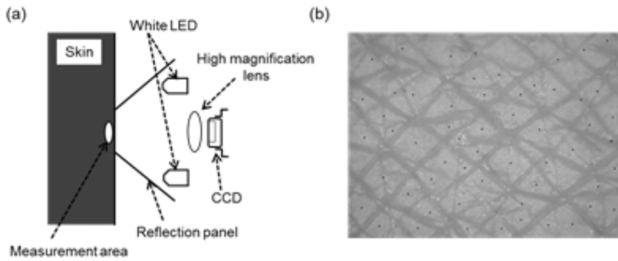 (a)
White LED
Skin
High magnification
lens
CCD
Reflection panel
Measurement area
(b)